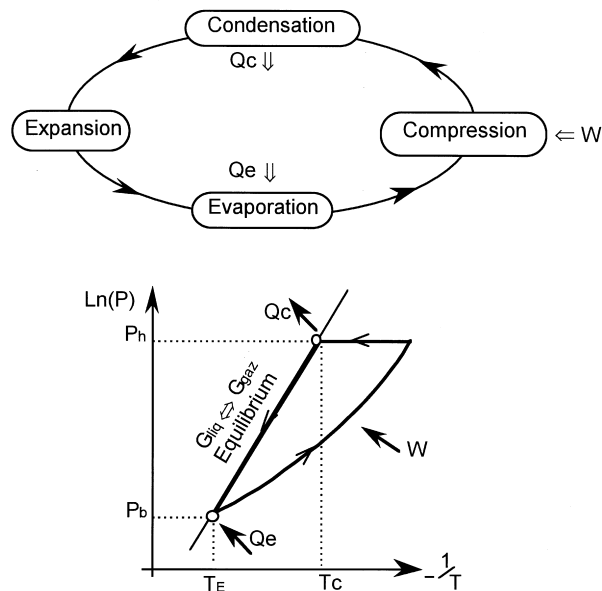 Condensation
Qc ⇓
Expansion
Compression
⇐ W
Qe ⇓
Evaporation
Ln(P)
Qc
Ph
Gliq ⇔ Ggaz
Equilibrium
W
Pb
Qe
TE
Tc
-1/T